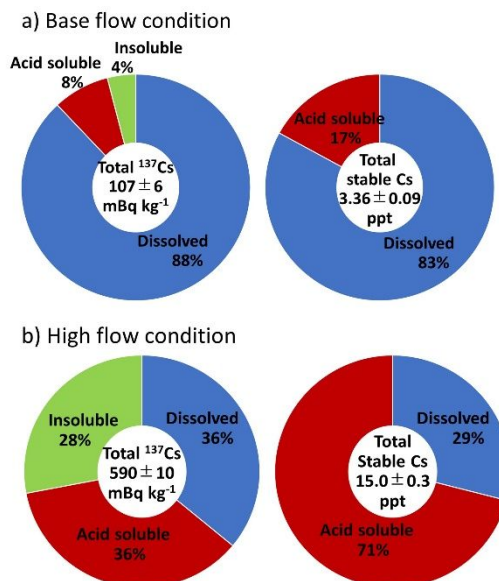 a) Base flow condition
Insoluble
4%
Acid soluble
8%
Total ¹³⁷Cs
107±6
mBq kg⁻¹
Dissolved
88%
Acid soluble
17%
Total
stable Cs
3.36±0.09
ppt
Dissolved
83%
b) High flow condition
Insoluble
28%
Dissolved
36%
Total ¹³⁷Cs
590±10
mBq kg⁻¹
Acid soluble
36%
Dissolved
29%
Total
Stable Cs
15.0±0.3
ppt
Acid soluble
71%